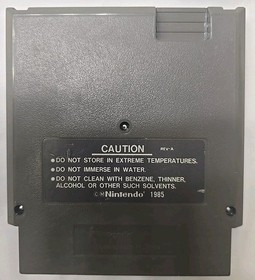 CAUTION REV-A
•DO NOT STORE IN EXTREME TEMPERATURES.
•DO NOT IMMERSE IN WATER.
•DO NOT CLEAN WITH BENZENE, THINNER,
ALCOHOL OR OTHER SUCH SOLVENTS.
©Nintendo® 1985